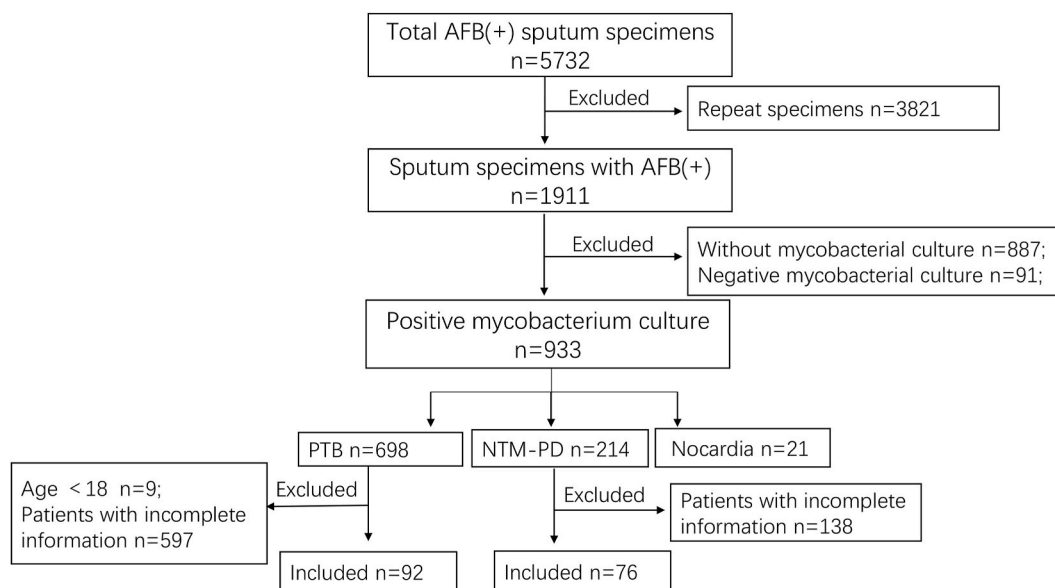 Total AFB(+) sputum specimens
n=5732
Excluded
Repeat specimens n=3821
Sputum specimens with AFB(+)
n=1911
Excluded
Without mycobacterial culture n=887;
Negative mycobacterial culture n=91;
Positive mycobacterium culture
n=933
PTB n=698
NTM-PD n=214
Nocardia n=21
Age <18 n=9;
Patients with incomplete
information n=597
Excluded
Excluded
Patients with incomplete
information n=138
Included n=92
Included n=76